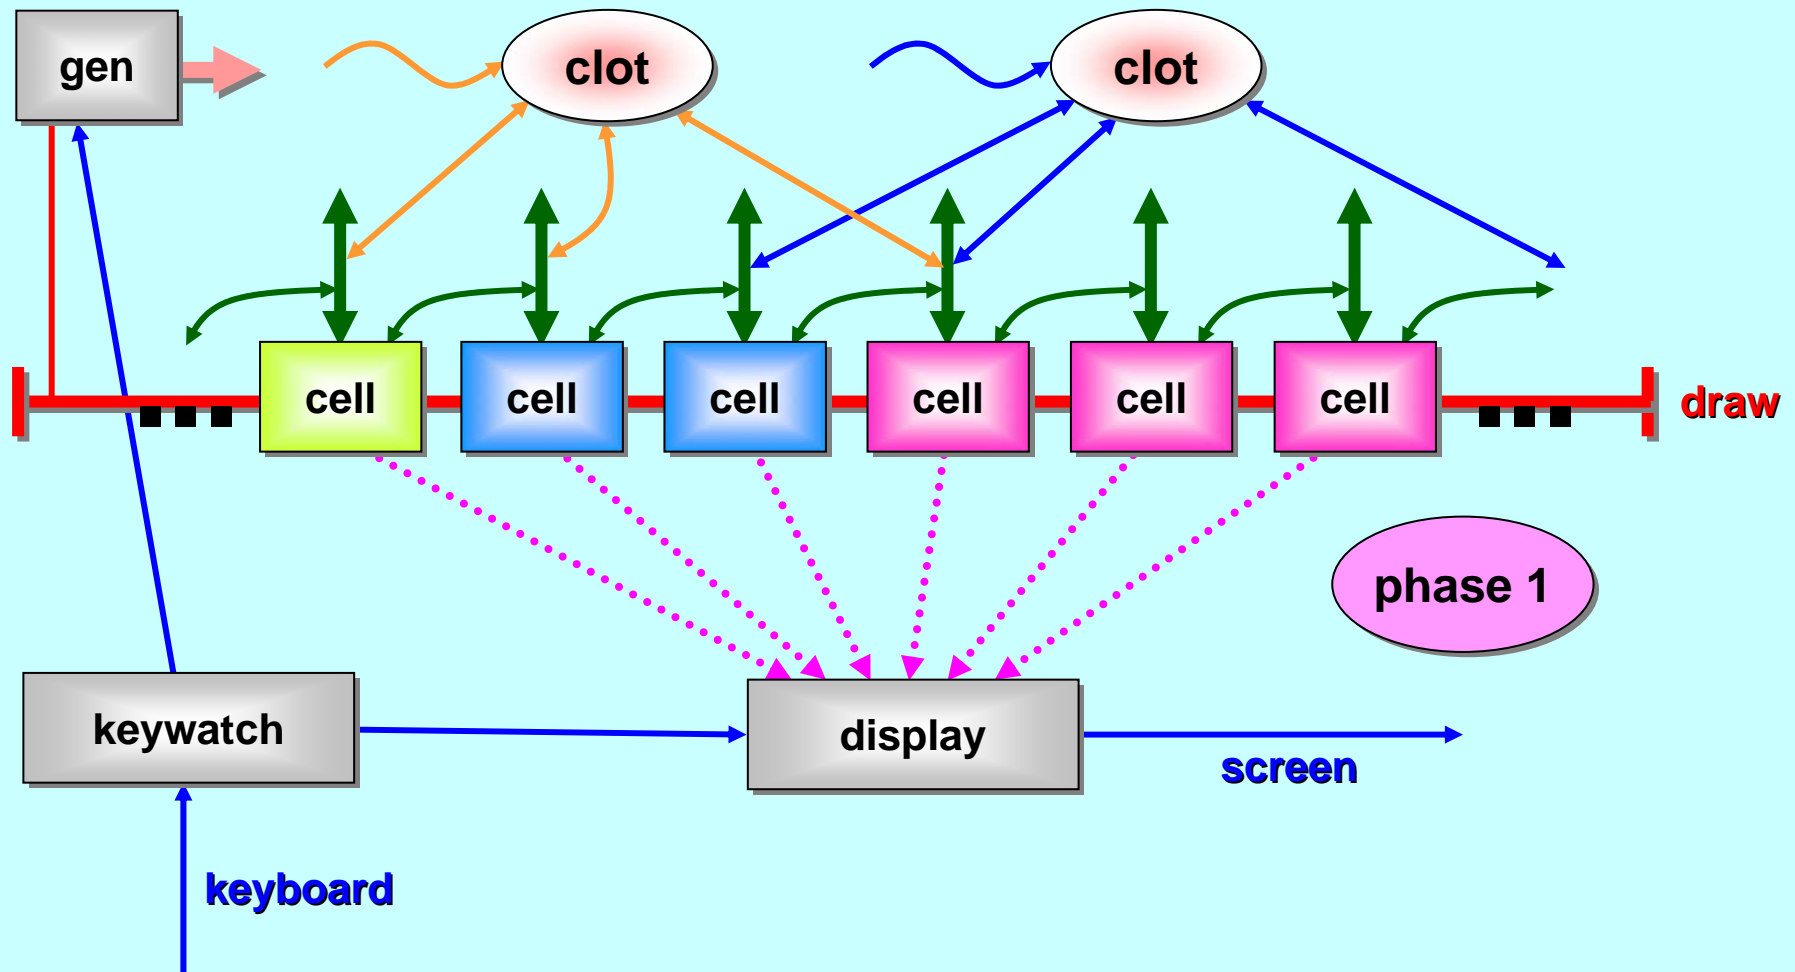 gen
clot
clot
cell
cell
cell
cell
cell
cell
draw
phase 1
keywatch
display
screen
keyboard